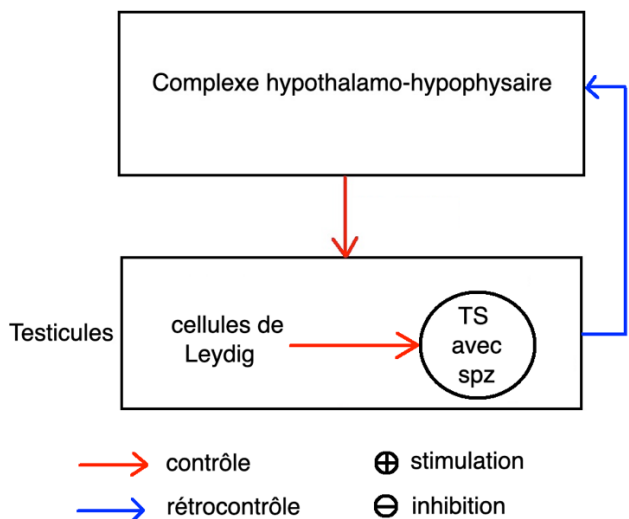 Complexe hypothalamo-hypophysaire
Testicules
cellules de
Leydig
TS
avec
spz
contrôle
stimulation
rétrocontrôle
inhibition